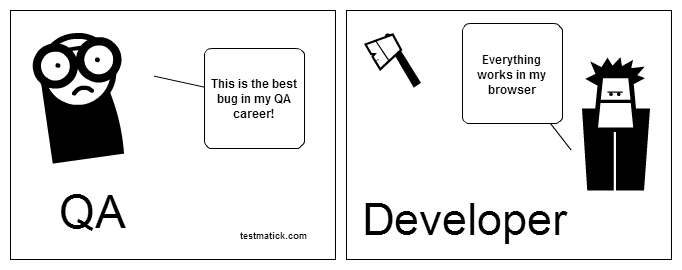 This is the best
bug in my QA
career!
QA
testmatick.com
Everything
works in my
browser
Developer